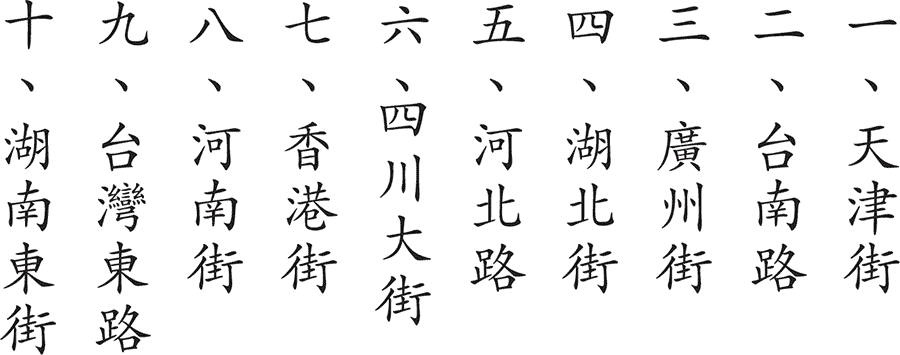 一、天津街
二、台南路
三、廣州街
四、湖北街
五、河北路
六、四川大街
七、香港街
八、河南街
九、台灣東路
十、湖南東街